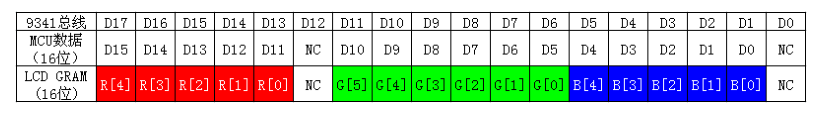 9341总线 D17 D16 D15 D14 D13 D12 D11 D10 D9 D8 D7 D6 D5 D4 D3 D2 D1 D0
MCU数据
（16位） D15 D14 D13 D12 D11 NC D10 D9 D8 D7 D6 D5 D4 D3 D2 D1 D0 NC
LCD GRAM
（16位） R[4] R[3] R[2] R[1] R[0] NC G[5] G[4] G[3] G[2] G[1] G[0] B[4] B[3] B[2] B[1] B[0] NC